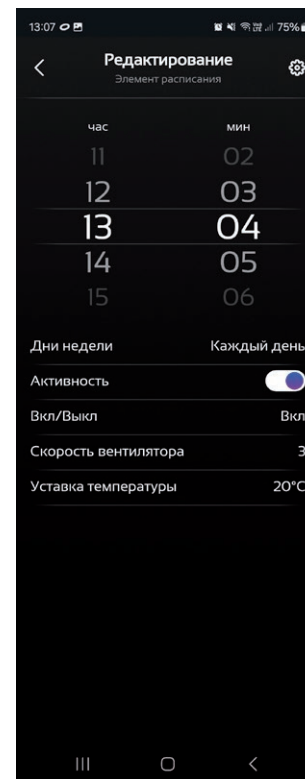 13:07 75%
Редактирование
Элемент расписания
час мин
11 02
12 03
13 04
14 05
15 06
Дни недели Каждый день
Активность
Вкл/Выкл Вкл
Скорость вентилятора 3
Уставка температуры 20°C